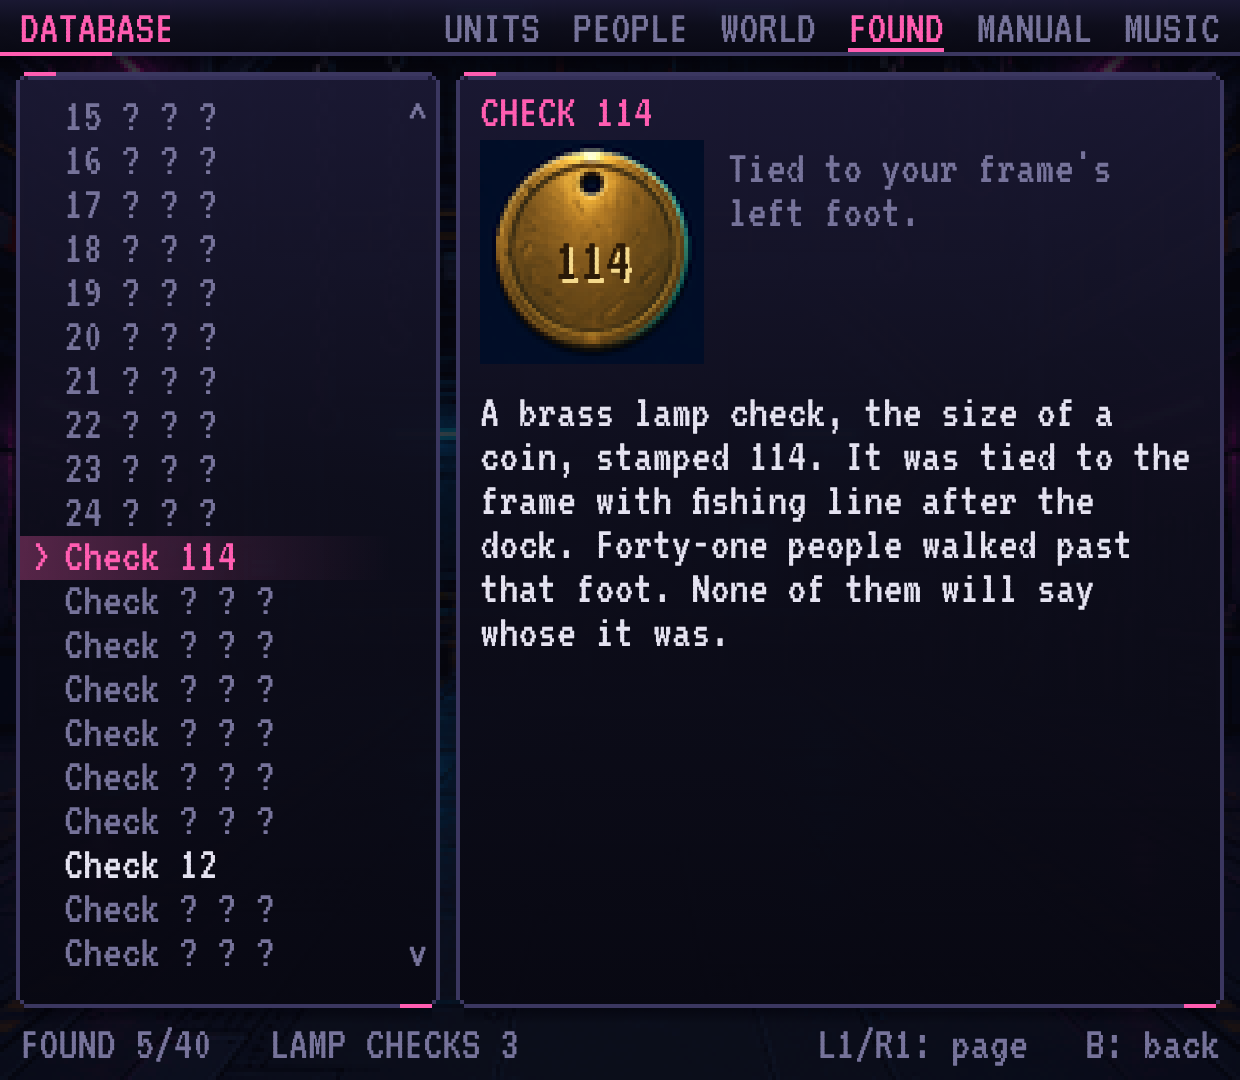 DATABASE UNITS PEOPLE WORLD FOUND MANUAL MUSIC
15 ? ? ?
16 ? ? ?
17 ? ? ?
18 ? ? ?
19 ? ? ?
20 ? ? ?
21 ? ? ?
22 ? ? ?
23 ? ? ?
24 ? ? ?
> Check 114
Check ? ? ?
Check ? ? ?
Check ? ? ?
Check ? ? ?
Check ? ? ?
Check ? ? ?
Check 12
Check ? ? ?
Check ? ? ?
CHECK 114
114
Tied to your frame's
left foot.
A brass lamp check, the size of a
coin, stamped 114. It was tied to the
frame with fishing line after the
dock. Forty-one people walked past
that foot. None of them will say
whose it was.
FOUND 5/40 LAMP CHECKS 3 L1/R1: page B: back